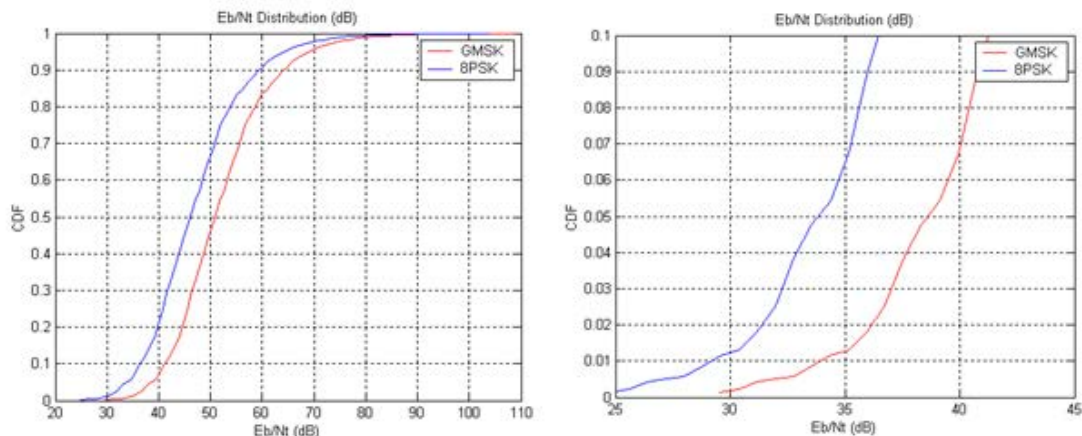 Eb/Nt Distribution (dB)
1
0.9
0.8
0.7
0.6
0.5
0.4
0.3
0.2
0.1
0
CDF
GMSK
8PSK
20 30 40 50 60 70 80 90 100 110
Eb/Nt (dB)
Eb/Nt Distribution (dB)
0.1
0.09
0.08
0.07
0.06
0.05
0.04
0.03
0.02
0.01
0
CDF
GMSK
8PSK
25 30 35 40 45
Eb/Nt (dB)